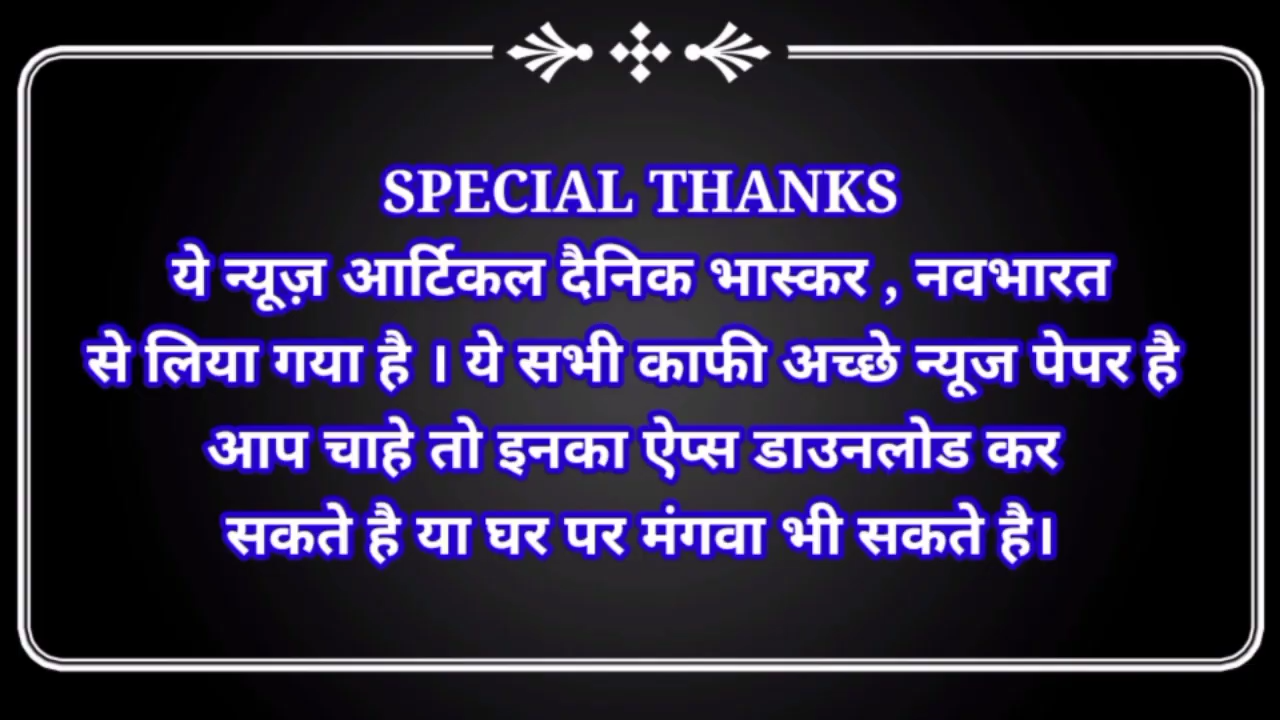 SPECIAL THANKS
ये न्यूज़ आर्टिकल दैनिक भास्कर , नवभारत
से लिया गया है । ये सभी काफी अच्छे न्यूज पेपर है
आप चाहे तो इनका ऐप्स डाउनलोड कर
सकते है या घर पर मंगवा भी सकते है।